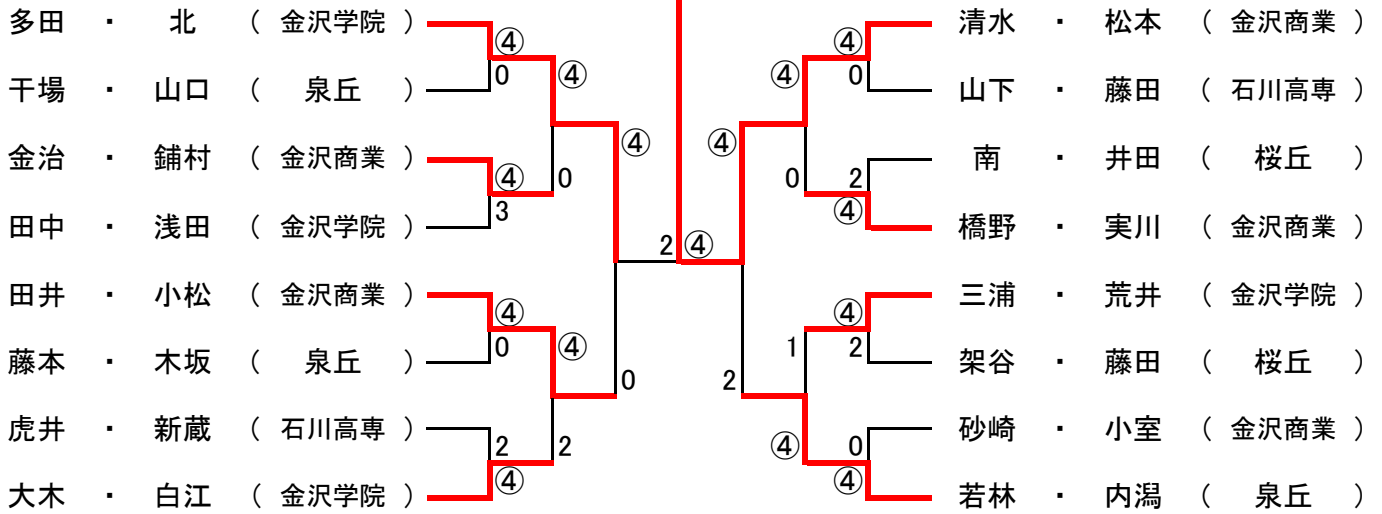 多田 ・ 北 （ 金沢学院 ）
干場 ・ 山口 （ 泉丘 ）
金治 ・ 鋪村 （ 金沢商業 ）
田中 ・ 浅田 （ 金沢学院 ）
田井 ・ 小松 （ 金沢商業 ）
藤本 ・ 木坂 （ 泉丘 ）
虎井 ・ 新蔵 （ 石川高専 ）
大木 ・ 白江 （ 金沢学院 ）
④
0
④
3
④
0
2
④
④
0
④
2
④
0
2
④
④
2
0
④
1
④
④
0
2
④
④
2
0
④
清水 ・ 松本 （ 金沢商業 ）
山下 ・ 藤田 （ 石川高専 ）
南 ・ 井田 （ 桜丘 ）
橋野 ・ 実川 （ 金沢商業 ）
三浦 ・ 荒井 （ 金沢学院 ）
架谷 ・ 藤田 （ 桜丘 ）
砂崎 ・ 小室 （ 金沢商業 ）
若林 ・ 内潟 （ 泉丘 ）